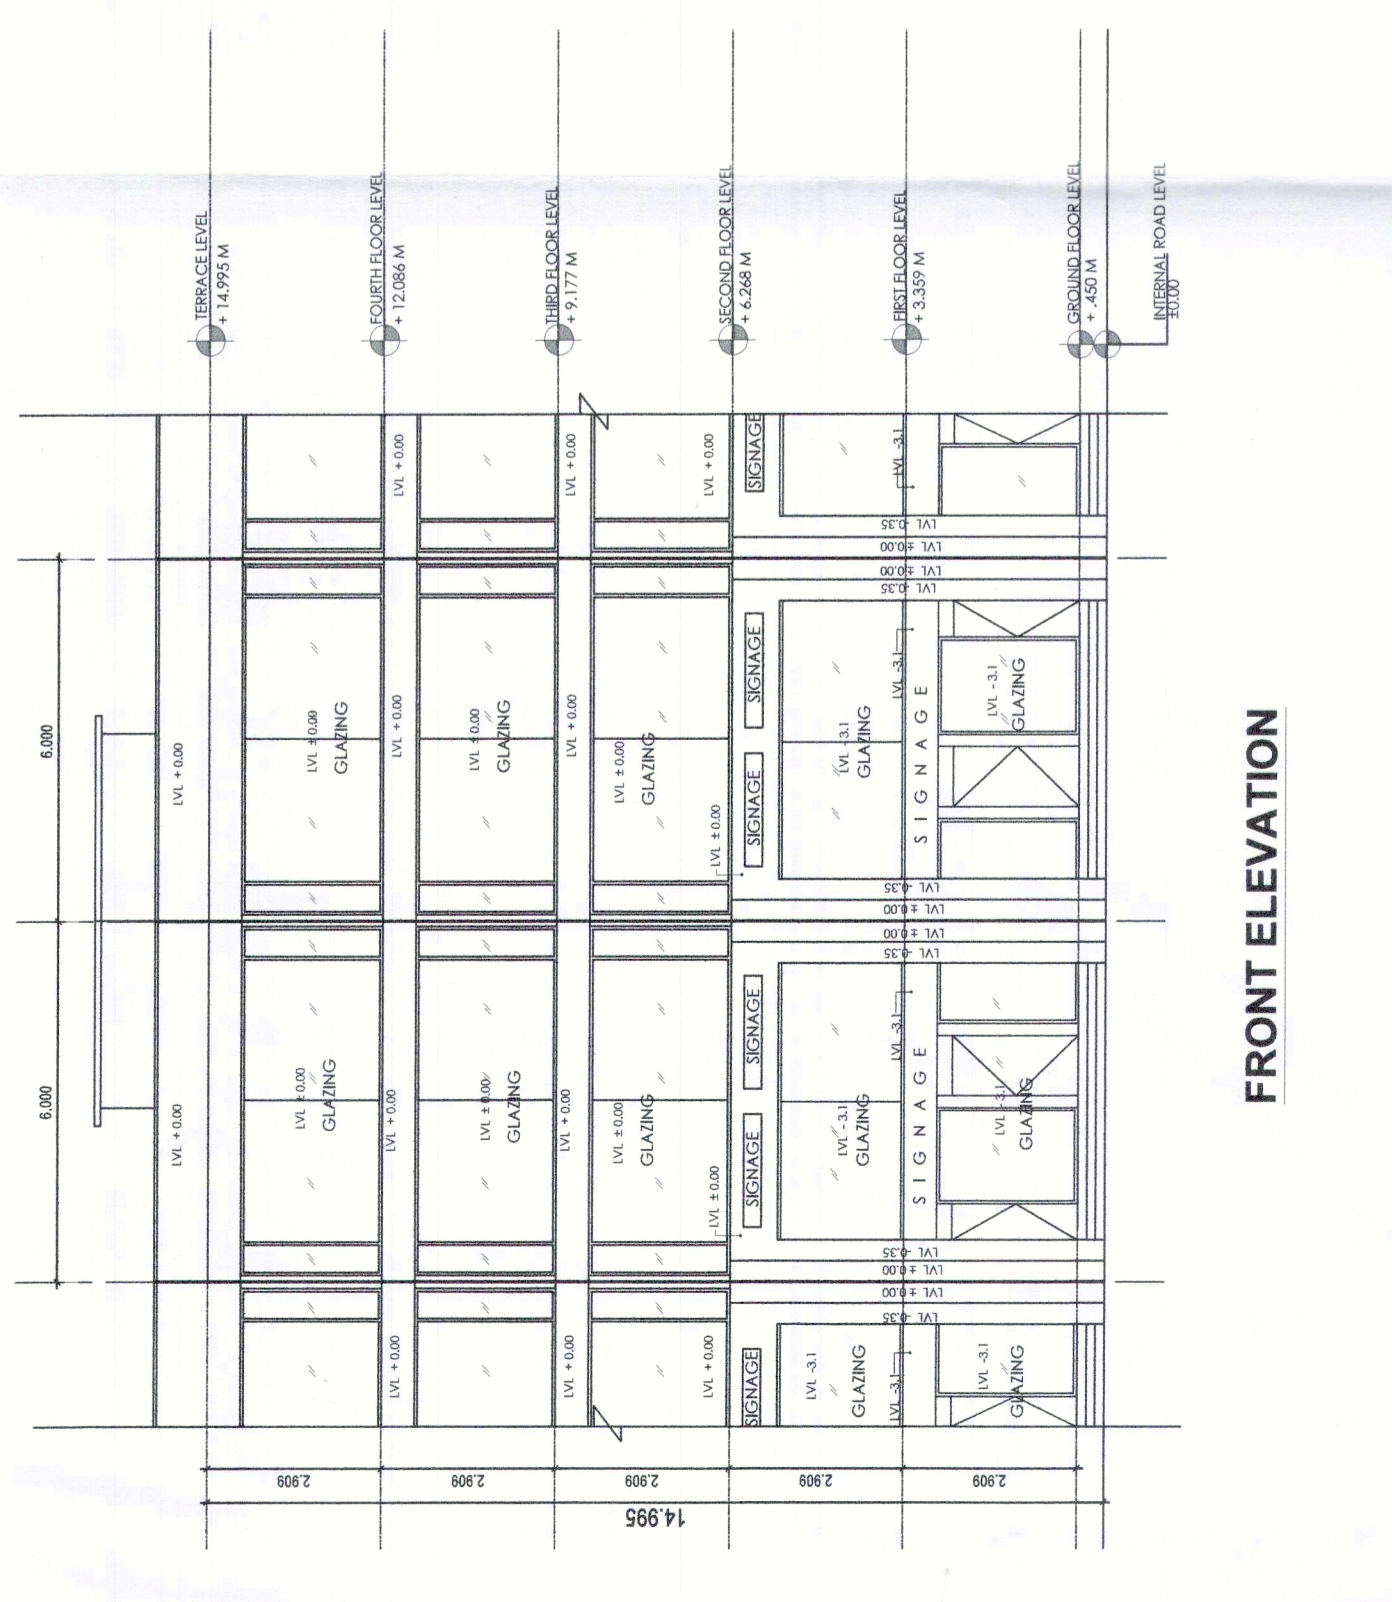 6.000
6.000
LVL + 0.00
LVL + 0.00
TERRACE LEVEL
+ 14.995 M
2.909
LVL ±0.00
GLAZING
LVL ±0.00
GLAZING
LVL + 0.00
LVL + 0.00
LVL + 0.00
LVL + 0.00
FOURTH FLOOR LEVEL
+ 12.086 M
2.909
LVL ±0.00
GLAZING
LVL ±0.00
GLAZING
LVL + 0.00
LVL + 0.00
LVL + 0.00
LVL + 0.00
THIRD FLOOR LEVEL
+ 9.177 M
14.995
2.909
LVL ±0.00
GLAZING
LVL ±0.00
GLAZING
LVL + 0.00
LVL ± 0.00
LVL ± 0.00
LVL + 0.00
SECOND FLOOR LEVEL
+ 6.268 M
SIGNAGE
SIGNAGE
SIGNAGE
SIGNAGE
SIGNAGE
SIGNAGE
2.909
LVL -3.1
GLAZING
LVL - 3.1
GLAZING
LVL - 3.1
GLAZING
LVL -3.1
LVL -3.1
LVL -3.1
LVL -3.1
FIRST FLOOR LEVEL
+ 3.359 M
LVL -0.35
LVL ± 0.00
LVL ± 0.00
LVL -0.35
LVL -0.35
LVL ± 0.00
LVL ± 0.00
LVL -0.35
LVL -0.35
LVL ± 0.00
LVL ± 0.00
LVL -0.35
SIGNAGE
SIGNAGE
2.909
LVL -3.1
GLAZING
LVL - 3.1
GLAZING
LVL - 3.1
GLAZING
GROUND FLOOR LEVEL
+ .450 M
INTERNAL ROAD LEVEL
±0.00
FRONT ELEVATION